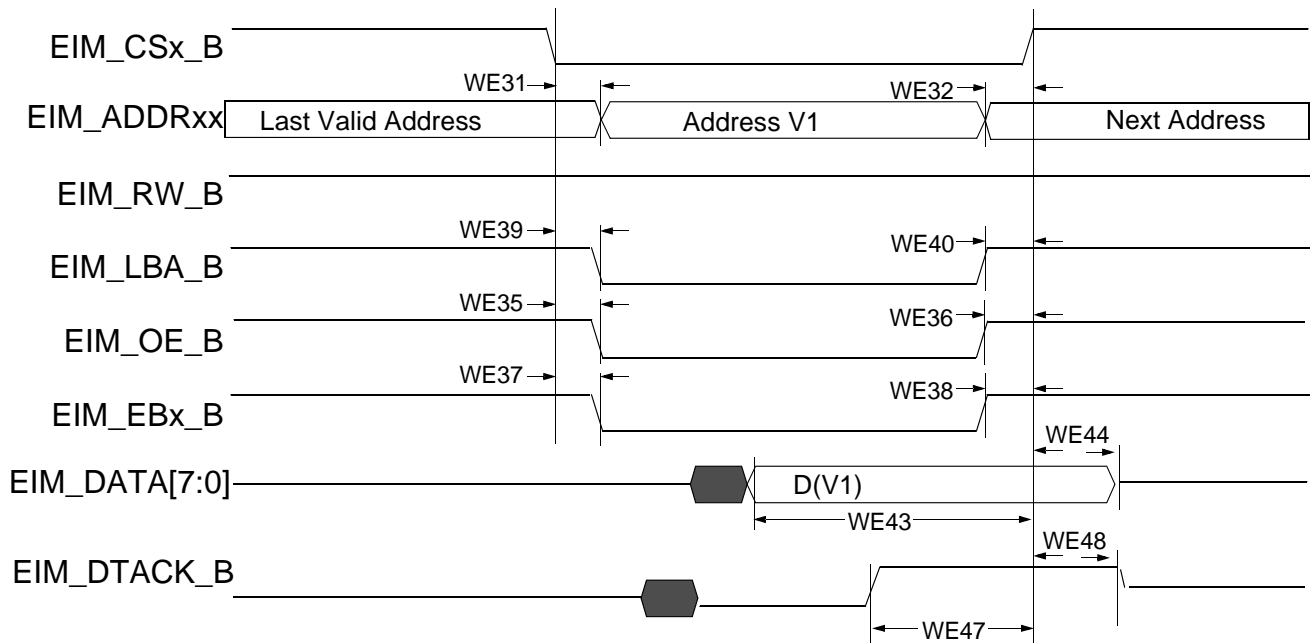 EIM_CSx_B
WE31
WE32
EIM_ADDRxx
Last Valid Address
Address V1
Next Address
EIM_RW_B
WE39
WE40
EIM_LBA_B
WE35
WE36
EIM_OE_B
WE37
WE38
EIM_EBx_B
WE44
EIM_DATA[7:0]
D(V1)
WE43
WE48
EIM_DTACK_B
WE47